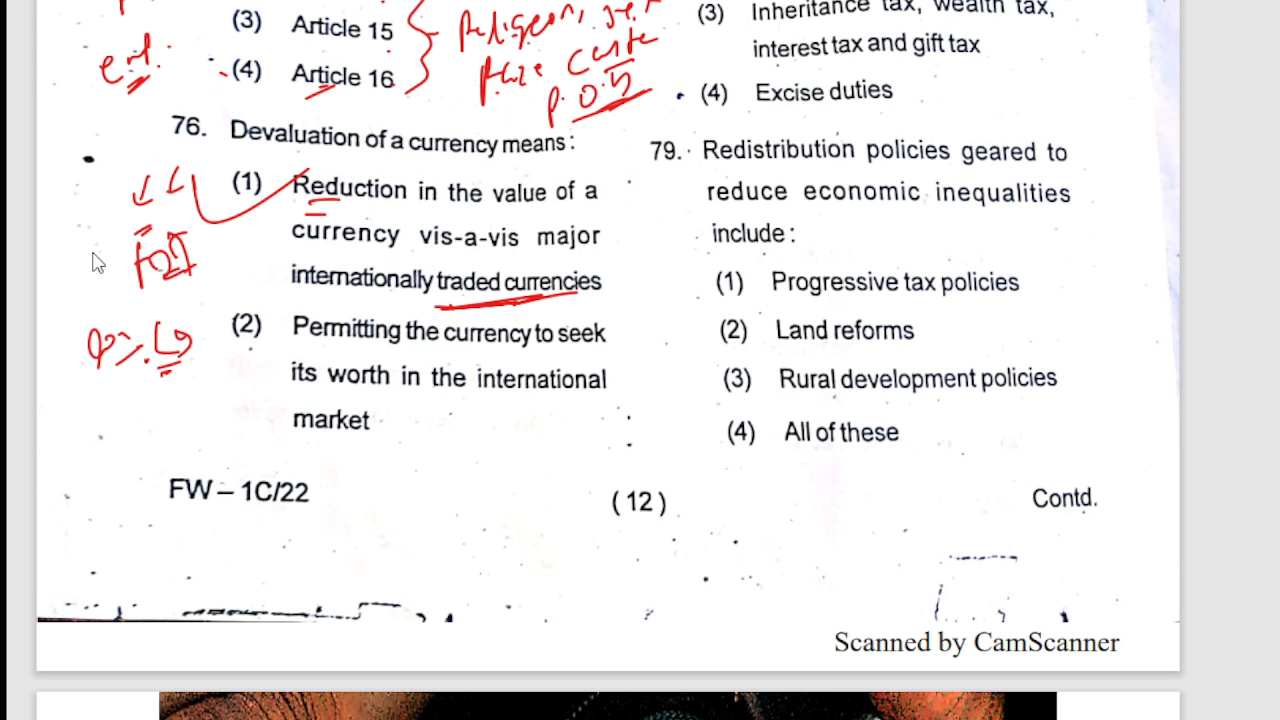 (3) Article 15
(4) Article 16
76. Devaluation of a currency means :
(1) Reduction in the value of a
currency vis-a-vis major
internationally traded currencies
(2) Permitting the currency to seek
its worth in the international
market
FW – 1C/22
(3) Inheritance tax, wealth tax,
interest tax and gift tax
(4) Excise duties
79. Redistribution policies geared to
reduce economic inequalities
include :
(1) Progressive tax policies
(2) Land reforms
(3) Rural development policies
(4) All of these
( 12 )
Contd.
Scanned by CamScanner